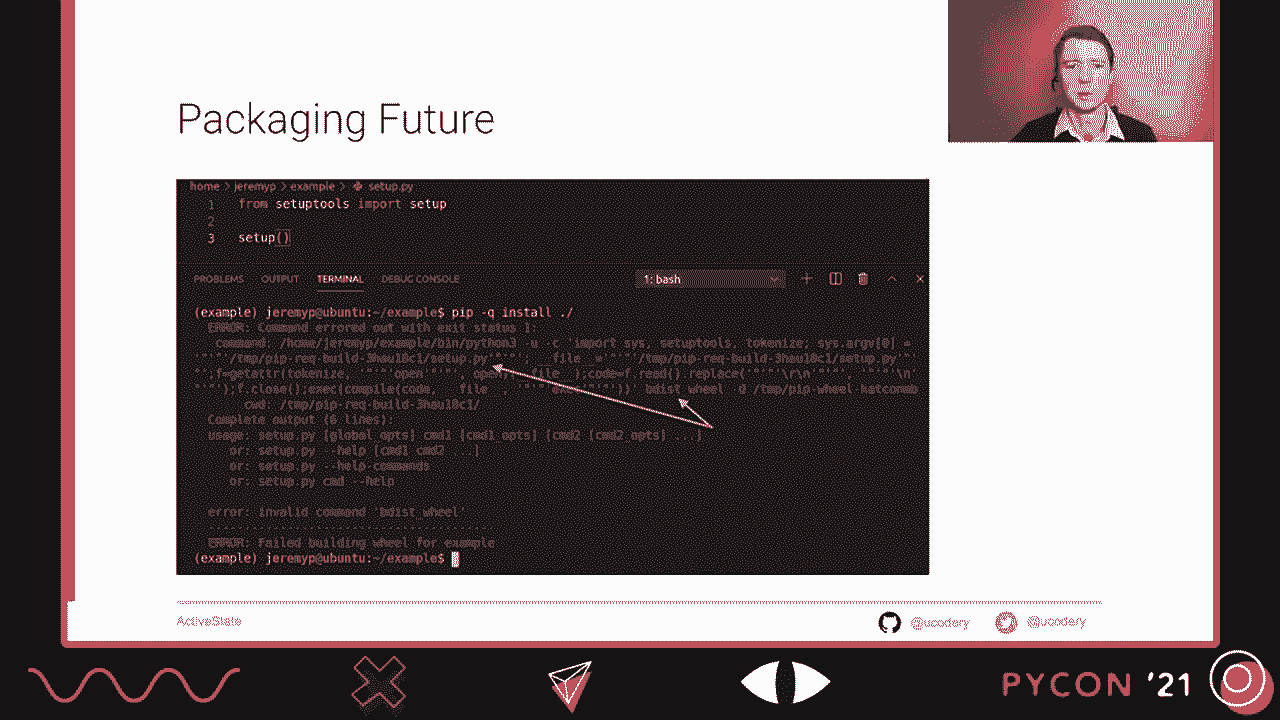 Packaging Future
home > jeremyp > example > setup.py
1 from setuptools import setup
2
3 setup()
PROBLEMS OUTPUT TERMINAL DEBUG CONSOLE 1: bash
(example) jeremyp@ubuntu:~/example$ pip -q install ./
ERROR: Command errored out with exit status 1:
command: /home/jeremyp/example/bin/python3 -u -c 'import sys, setuptools, tokenize; sys.argv[0] =
'"'"'/tmp/pip-req-build-3hau10c1/setup.py'"'"'; __file__='"'"'/tmp/pip-req-build-3hau10c1/setup.py'"'
"';f=getattr(tokenize, '"'"'open'"'"', open)(__file__);code=f.read().replace('"'"'\r\n'"'"', '"'"'\n
'"'"');f.close();exec(compile(code, __file__, '"'"'exec'"'"'))' bdist_wheel -d
cwd: /tmp/pip-req-build-3hau10c1/
Complete output (6 lines):
usage: setup.py [global_opts] cmd1 [cmd1_opts] [cmd2 [cmd2_opts] ...]
or: setup.py --help [cmd1 cmd2 ...]
or: setup.py --help-commands
or: setup.py cmd --help
error: invalid command 'bdist_wheel'
----------------------------------------
ERROR: Failed building wheel for example
(example) jeremyp@ubuntu:~/example$
ActiveState @ucodery @ucodery
PYCON '21